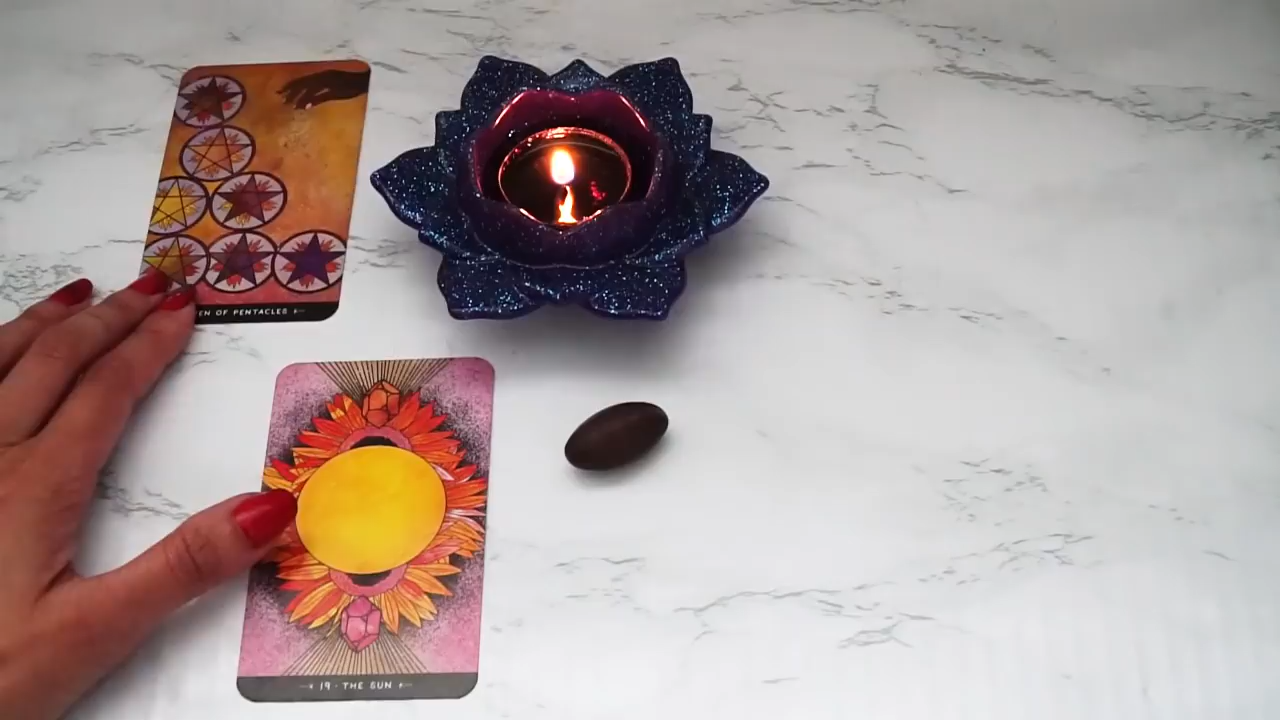 EN OF PENTACLES
19 · THE SUN